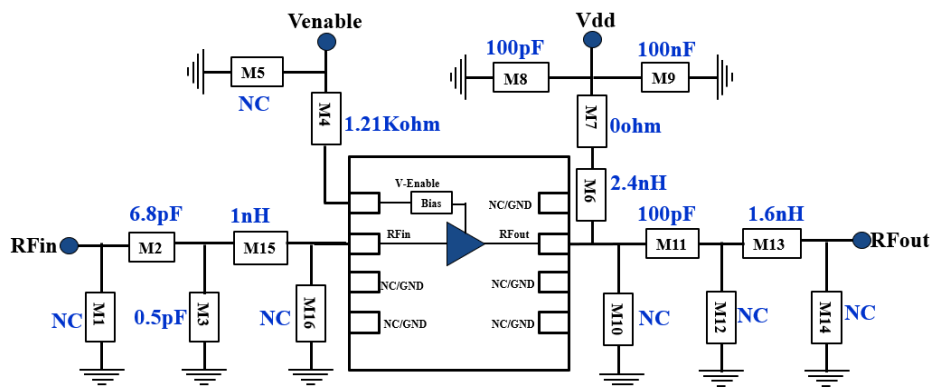 Venable
Vdd
100pF
100nF
M5
M8
M9
NC
M4
1.21Kohm
M7
0ohm
V-Enable
Bias
NC/GND
M6
2.4nH
6.8pF
1nH
100pF
1.6nH
RFin
M2
M15
RFin
RFout
M11
M13
RFout
NC
M1
0.5pF
M3
NC
M16
NC/GND
NC/GND
M10
NC
M12
NC
M14
NC
NC/GND
NC/GND